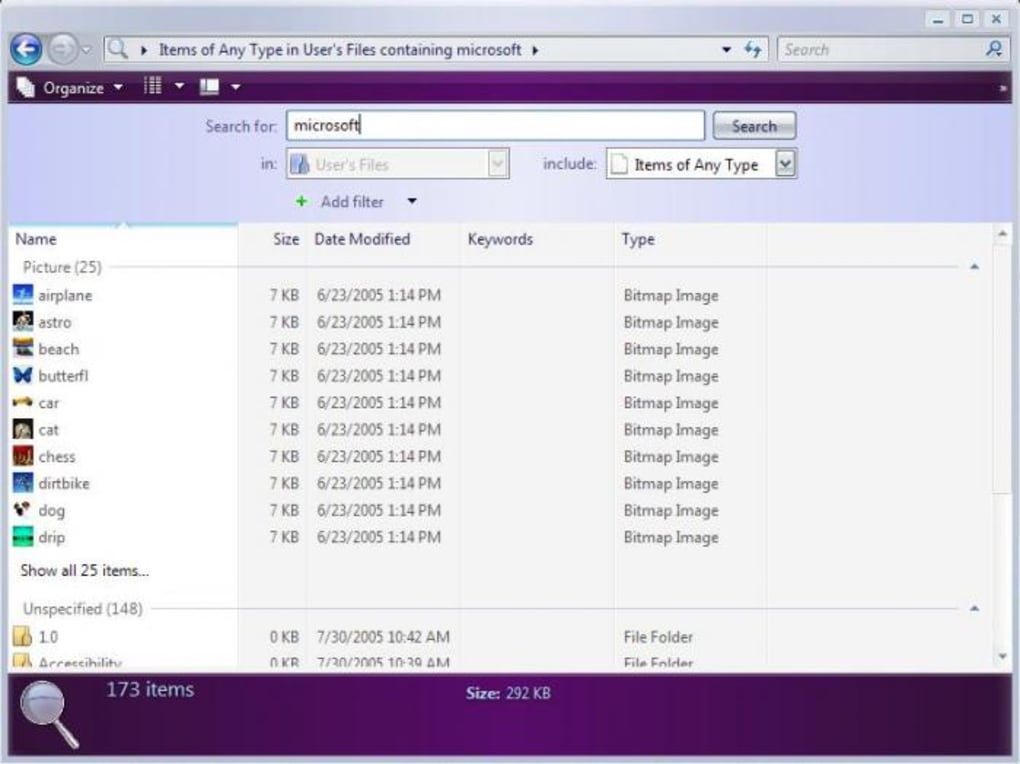 Items of Any Type in User's Files containing microsoft
Search
Organize
Search for: microsoft Search
in: User's Files include: Items of Any Type
+ Add filter
Name Size Date Modified Keywords Type
Picture (25)
airplane 7 KB 6/23/2005 1:14 PM Bitmap Image
astro 7 KB 6/23/2005 1:14 PM Bitmap Image
beach 7 KB 6/23/2005 1:14 PM Bitmap Image
butterfl 7 KB 6/23/2005 1:14 PM Bitmap Image
car 7 KB 6/23/2005 1:14 PM Bitmap Image
cat 7 KB 6/23/2005 1:14 PM Bitmap Image
chess 7 KB 6/23/2005 1:14 PM Bitmap Image
dirtbike 7 KB 6/23/2005 1:14 PM Bitmap Image
dog 7 KB 6/23/2005 1:14 PM Bitmap Image
drip 7 KB 6/23/2005 1:14 PM Bitmap Image
Show all 25 items...
Unspecified (148)
1.0 0 KB 7/30/2005 10:42 AM File Folder
Accessibility 0 KB 7/30/2005 10:39 AM File Folder
173 items Size: 292 KB